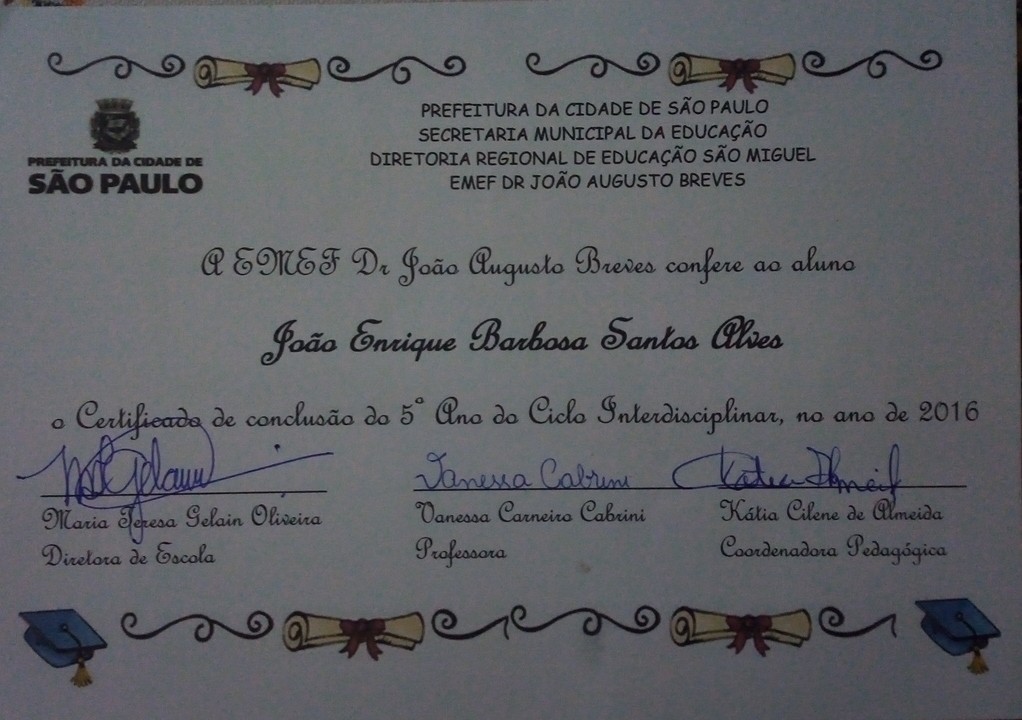 PREFEITURA DA CIDADE DE SÃO PAULO
SECRETARIA MUNICIPAL DA EDUCAÇÃO
DIRETORIA REGIONAL DE EDUCAÇÃO SÃO MIGUEL
EMEF DR JOÃO AUGUSTO BREVES
PREFEITURA DA CIDADE DE
SÃO PAULO
A EMEF Dr João Augusto Breves confere ao aluno
João Enrique Barbosa Santos Alves
o Certificado de conclusão do 5º Ano do Ciclo Interdisciplinar, no ano de 2016
Vanessa Cabrini
Maria Teresa Gelain Oliveira
Diretora de Escola
Vanessa Carneiro Cabrini
Professora
Kátia Cilene de Almeida
Coordenadora Pedagógica